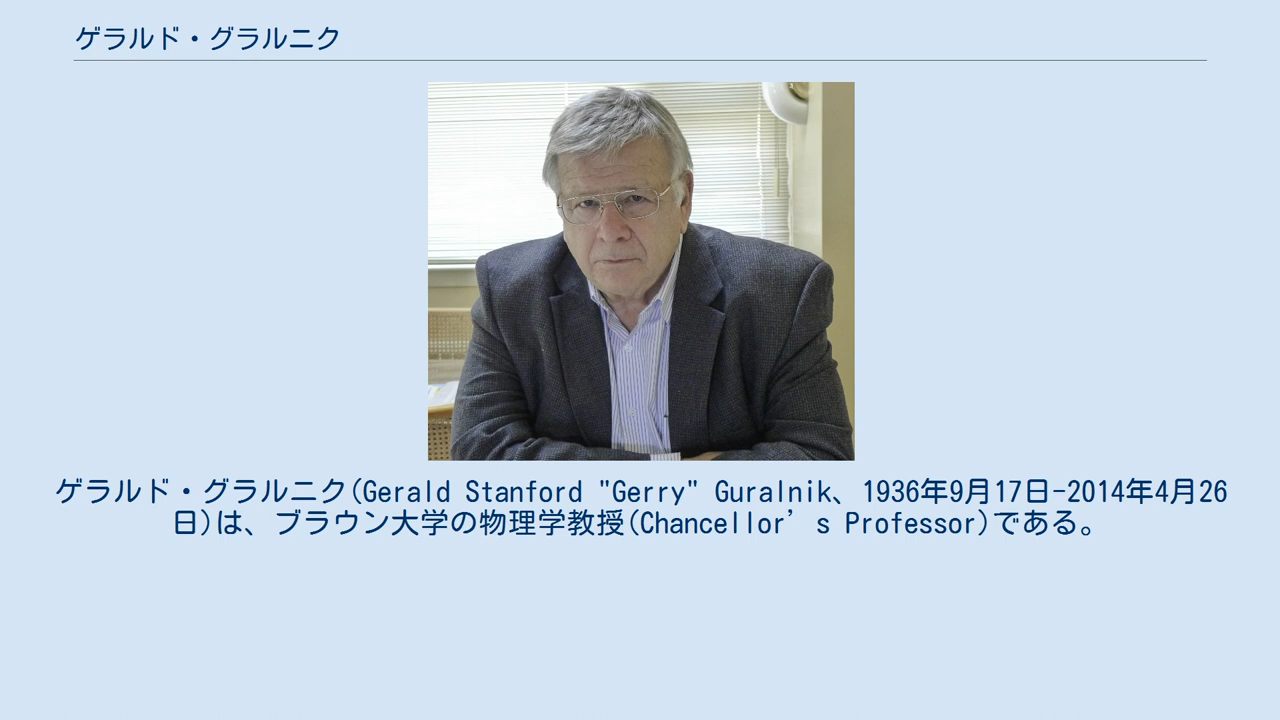 ゲラルド・グラルニク
ゲラルド・グラルニク(Gerald Stanford "Gerry" Guralnik、1936年9月17日-2014年4月26
日)は、ブラウン大学の物理学教授(Chancellor’s Professor)である。